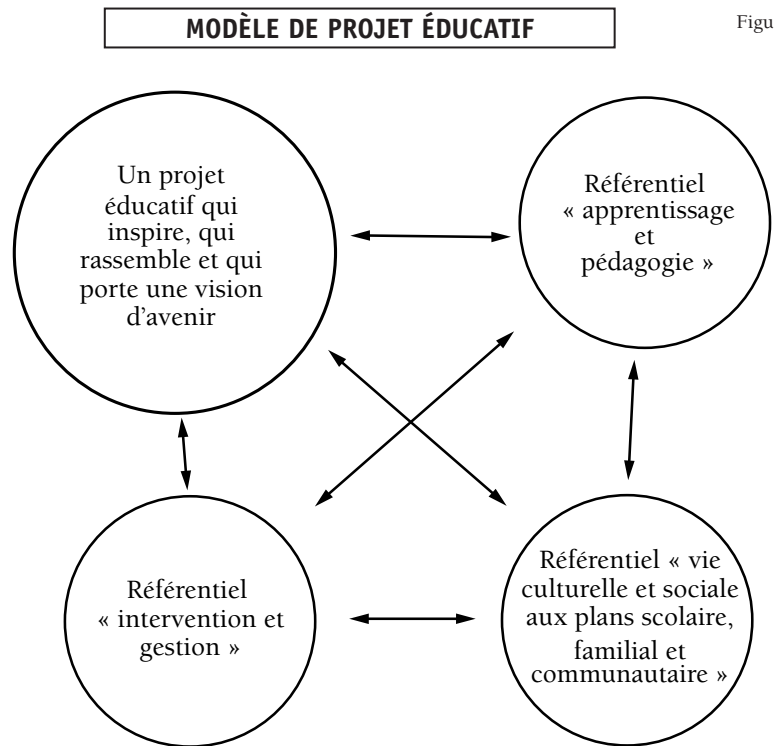 MODÈLE DE PROJET ÉDUCATIF
Figu
Un projet
éducatif qui
inspire, qui
rassemble et qui
porte une vision
d'avenir
Référentiel
« apprentissage
et
pédagogie »
Référentiel
« intervention et
gestion »
Référentiel « vie
culturelle et sociale
aux plans scolaire,
familial et
communautaire »